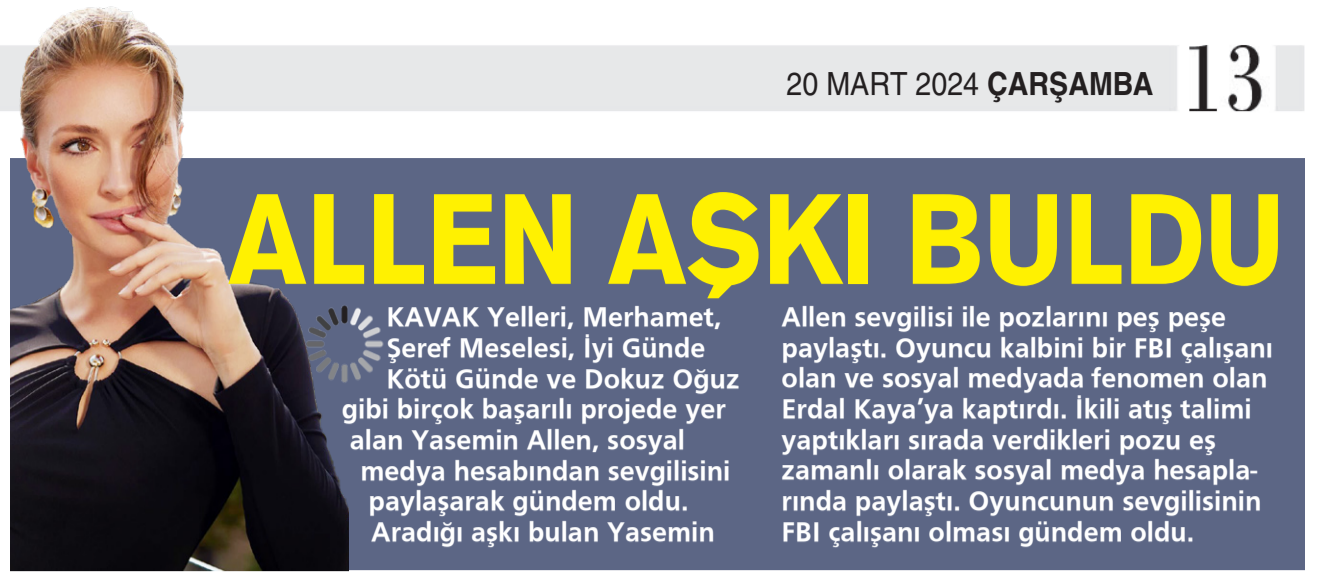 20 MART 2024 ÇARŞAMBA 13
ALLEN AŞKI BULDU
KAVAK Yelleri, Merhamet,
Şeref Meselesi, İyi Günde
Kötü Günde ve Dokuz Oğuz
gibi birçok başarılı projede yer
alan Yasemin Allen, sosyal
medya hesabından sevgilisini
paylaşarak gündem oldu.
Aradığı aşkı bulan Yasemin
Allen sevgilisi ile pozlarını peş peşe
paylaştı. Oyuncu kalbini bir FBI çalışanı
olan ve sosyal medyada fenomen olan
Erdal Kaya’ya kaptırdı. İkili atış talimi
yaptıkları sırada verdikleri pozu eş
zamanlı olarak sosyal medya hesapla-
rında paylaştı. Oyuncunun sevgilisinin
FBI çalışanı olması gündem oldu.